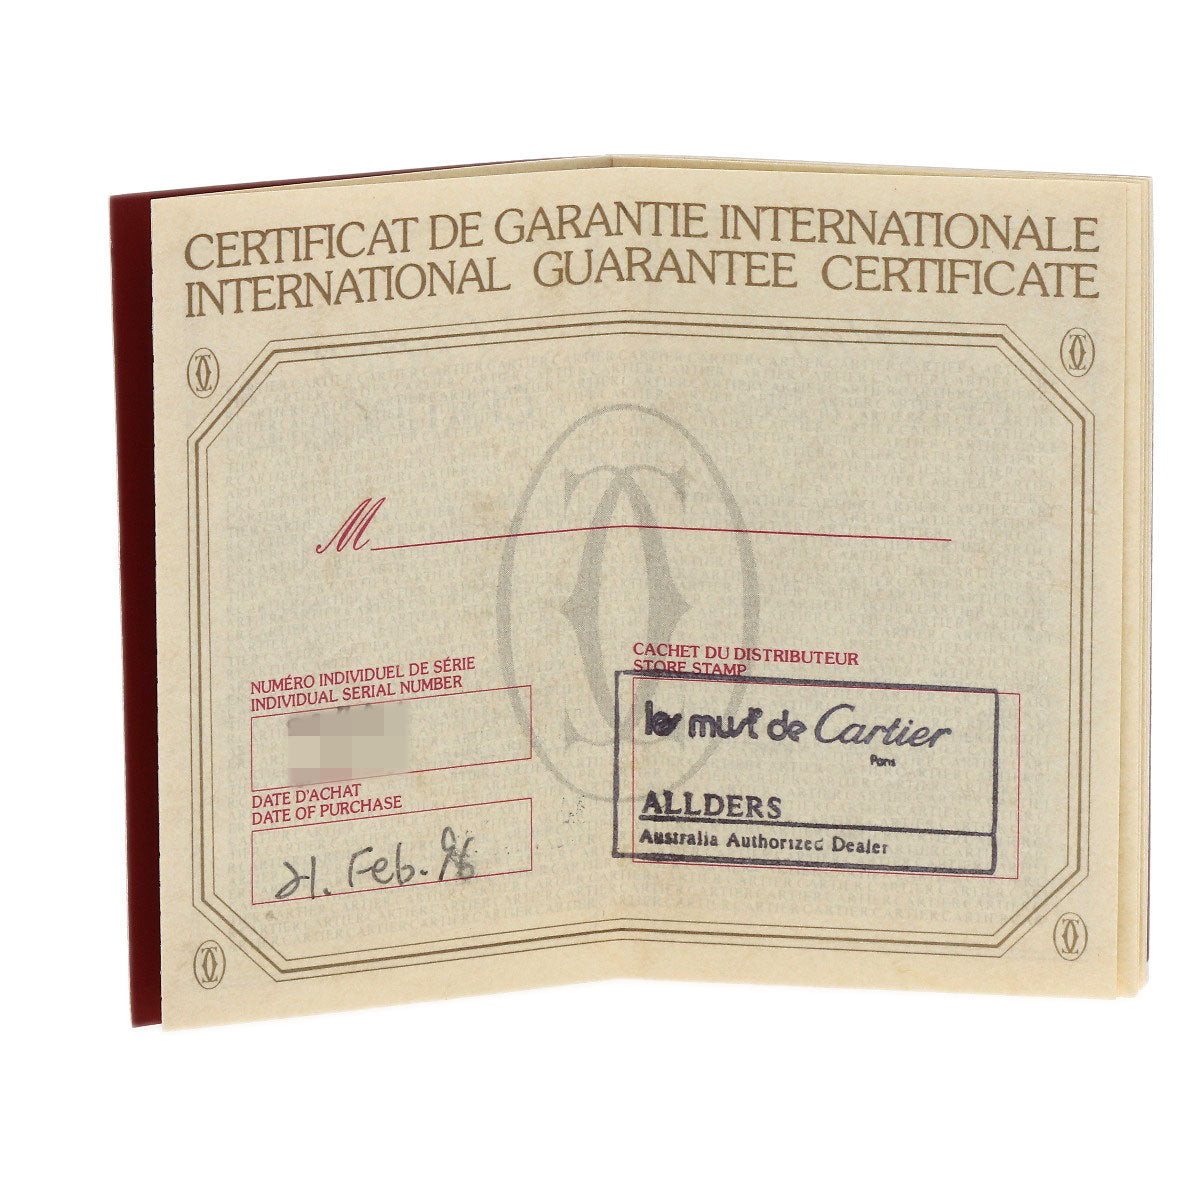 CERTIFICAT DE GARANTIE INTERNATIONALE
INTERNATIONAL GUARANTEE CERTIFICATE
M
NUMÉRO INDIVIDUEL DE SÉRIE
INDIVIDUAL SERIAL NUMBER
DATE D'ACHAT
DATE OF PURCHASE
21. Feb. 96
CACHET DU DISTRIBUTEUR
STORE STAMP
les must de Cartier
Paris
ALLDERS
Australia Authorized Dealer